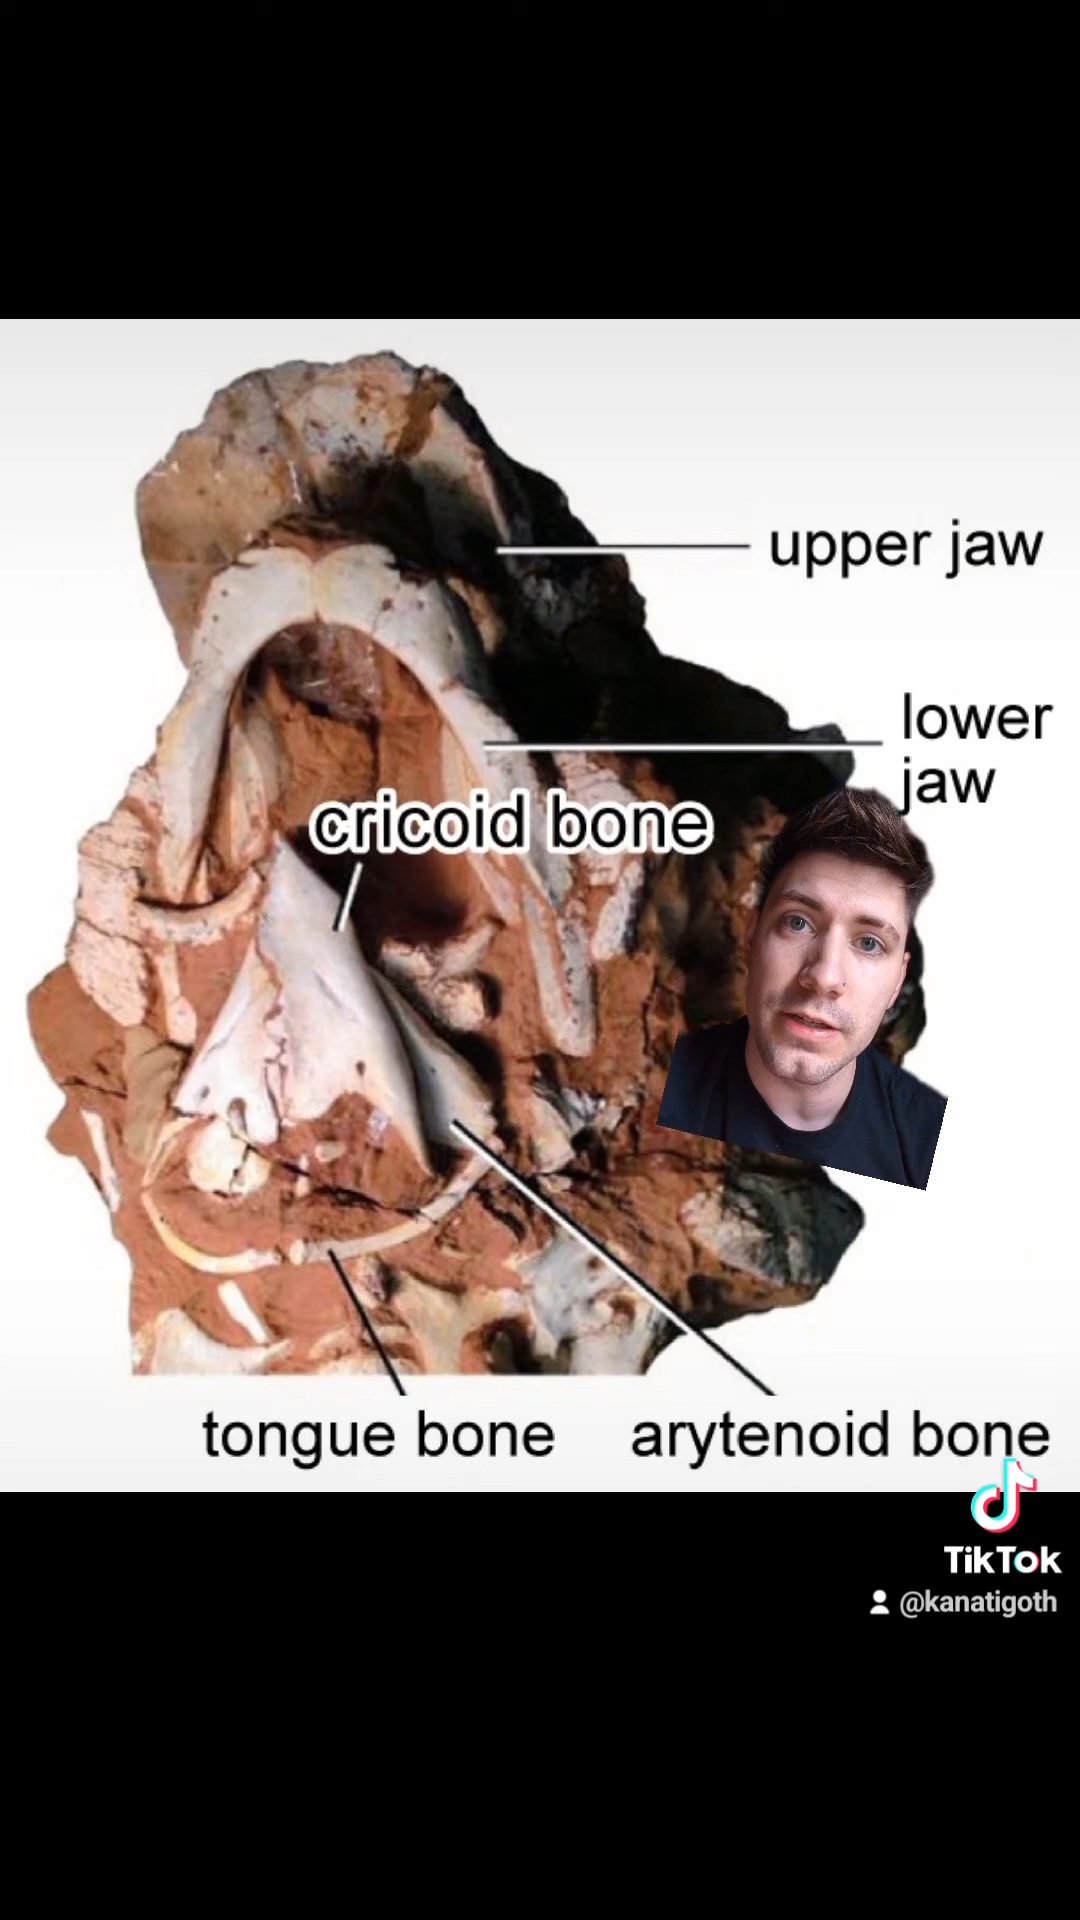 upper jaw
lower
jaw
cricoid bone
tongue bone
arytenoid bone
TikTok
@kanatigoth